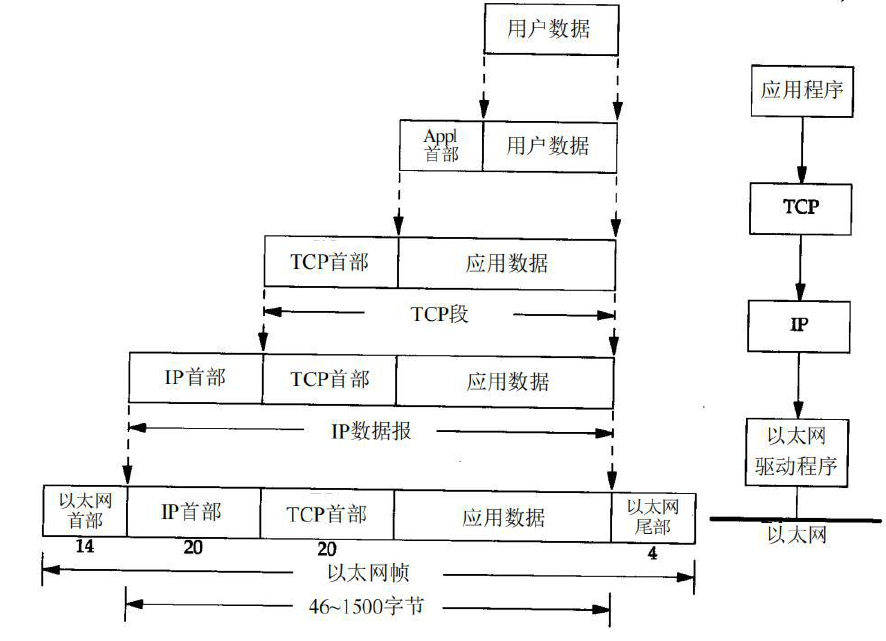 用户数据
Appl
首部
用户数据
TCP首部
应用数据
TCP段
IP首部
TCP首部
应用数据
IP数据报
以太网
首部
IP首部
TCP首部
应用数据
以太网
尾部
14
20
20
4
以太网帧
46~1500字节
应用程序
TCP
IP
以太网
驱动程序
以太网